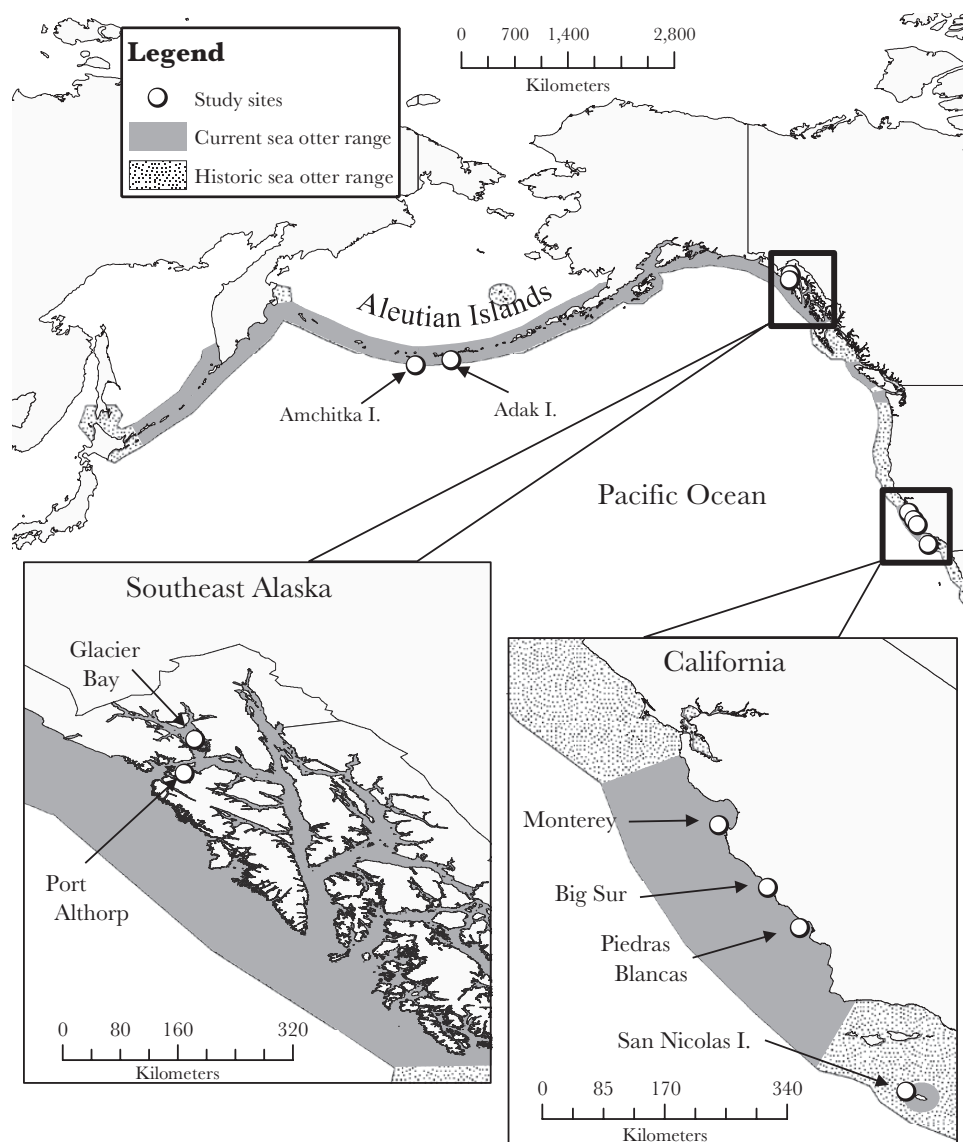 Legend
Study sites
Current sea otter range
Historic sea otter range
0 700 1,400 2,800
Kilometers
Aleutian Islands
Amchitka I.
Adak I.
Pacific Ocean
Southeast Alaska
Glacier
Bay
Port
Althorp
0 80 160 320
Kilometers
California
Monterey
Big Sur
Piedras
Blancas
San Nicolas I.
0 85 170 340
Kilometers